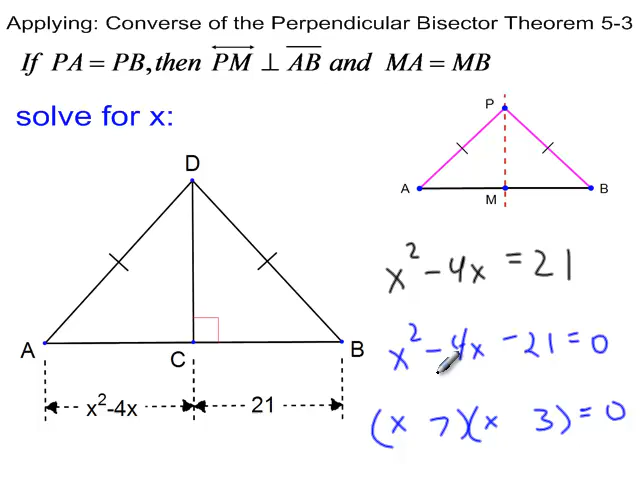 Applying: Converse of the Perpendicular Bisector Theorem 5-3
If PA = PB, then PM ⊥ AB and MA = MB
solve for x:
P
A
M
B
D
A
C
B
x²-4x
21
x² - 4x = 21
x² - 4x - 21 = 0
(x 7)(x 3) = 0